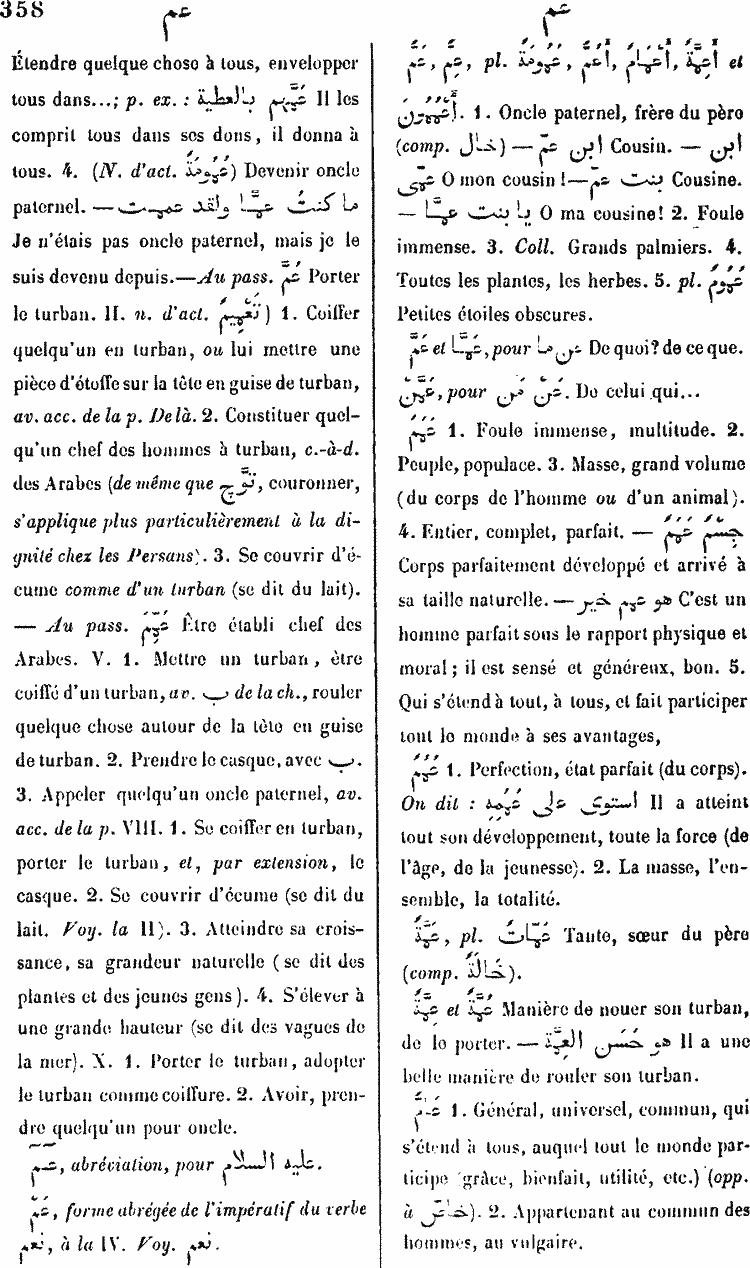 358
عم
عم
Étendre quelque chose à tous, envelopper
tous dans...; p. ex. : عَمَّهم بالعطية Il les
comprit tous dans ses dons, il donna à
tous. 4. (N. d'act. عُمُومَةٌ) Devenir oncle
paternel. — ما كنتُ عمًّا ولقد عممت
Je n'étais pas oncle paternel, mais je le
suis devenu depuis.—Au pass. عُمَّ Porter
le turban. II. n. d'act. تَعْمِيمٌ) 1. Coiffer
quelqu'un en turban, ou lui mettre une
pièce d'étoffe sur la tête en guise de turban,
av. acc. de la p. De là. 2. Constituer quel-
qu'un chef des hommes à turban, c.-à-d.
des Arabes (de même que توّج, couronner,
s'applique plus particulièrement à la di-
gnité chez les Persans). 3. Se couvrir d'é-
cume comme d'un turban (se dit du lait).
— Au pass. عُمِّمَ Être établi chef des
Arabes. V. 1. Mettre un turban, être
coiffé d'un turban, av. ب de la ch., rouler
quelque chose autour de la tête en guise
de turban. 2. Prendre le casque, avec ب.
3. Appeler quelqu'un oncle paternel, av.
acc. de la p. VIII. 1. Se coiffer en turban,
porter le turban, et, par extension, le
casque. 2. Se couvrir d'écume (se dit du
lait. Voy. la II). 3. Atteindre sa crois-
sance, sa grandeur naturelle (se dit des
plantes et des jeunes gens). 4. S'élever à
une grande hauteur (se dit des vagues de
la mer). X. 1. Porter le turban, adopter
le turban comme coiffure. 2. Avoir, pren-
dre quelqu'un pour oncle.
عم, abréviation, pour عليه السلام.
عم, forme abrégée de l'impératif du verbe
نعم, à la IV. Voy. نعم.
عَمٌّ, عِمٌّ, pl. عُمُومَةٌ, أَعُمٌّ, أَعْمَامٌ, أَعِمَّةٌ et
أَعْمُمُونَ. 1. Oncle paternel, frère du père
(comp. خال) — ابن عمّ Cousin. — ابن
عمّى O mon cousin!—بنت عمّ Cousine.
— يا بنت عمّا O ma cousine! 2. Foule
immense. 3. Coll. Grands palmiers. 4.
Toutes les plantes, les herbes. 5. pl. عُمُومٌ
Petites étoiles obscures.
عَمَّ et عَمَّا, pour عن ما De quoi? de ce que.
عَمَّنْ, pour عَنْ مَن. De celui qui...
عَمَمٌ 1. Foule immense, multitude. 2.
Peuple, populace. 3. Masse, grand volume
(du corps de l'homme ou d'un animal).
4. Entier, complet, parfait. — جِسْمٌ عَمَمٌ
Corps parfaitement développé et arrivé à
sa taille naturelle. — هو عمم خير C'est un
homme parfait sous le rapport physique et
moral; il est sensé et généreux, bon. 5.
Qui s'étend à tout, à tous, et fait participer
tout le monde à ses avantages,
عُمُمٌ 1. Perfection, état parfait (du corps).
On dit : استوى على عُمُمِه Il a atteint
tout son développement, toute la force (de
l'âge, de la jeunesse). 2. La masse, l'en-
semble, la totalité.
عَمَّةٌ, pl. عَمَّاتٌ Tante, sœur du père
(comp. خَالَةٌ).
عِمَّةٌ et عَمَّةٌ Manière de nouer son turban,
de le porter. — هو حَسَن العِمَّة Il a une
belle manière de rouler son turban.
عَامٌّ 1. Général, universel, commun, qui
s'étend à tous, auquel tout le monde par-
ticipe (grâce, bienfait, utilité, etc.) (opp.
à خَاصّ). 2. Appartenant au commun des
hommes, au vulgaire.